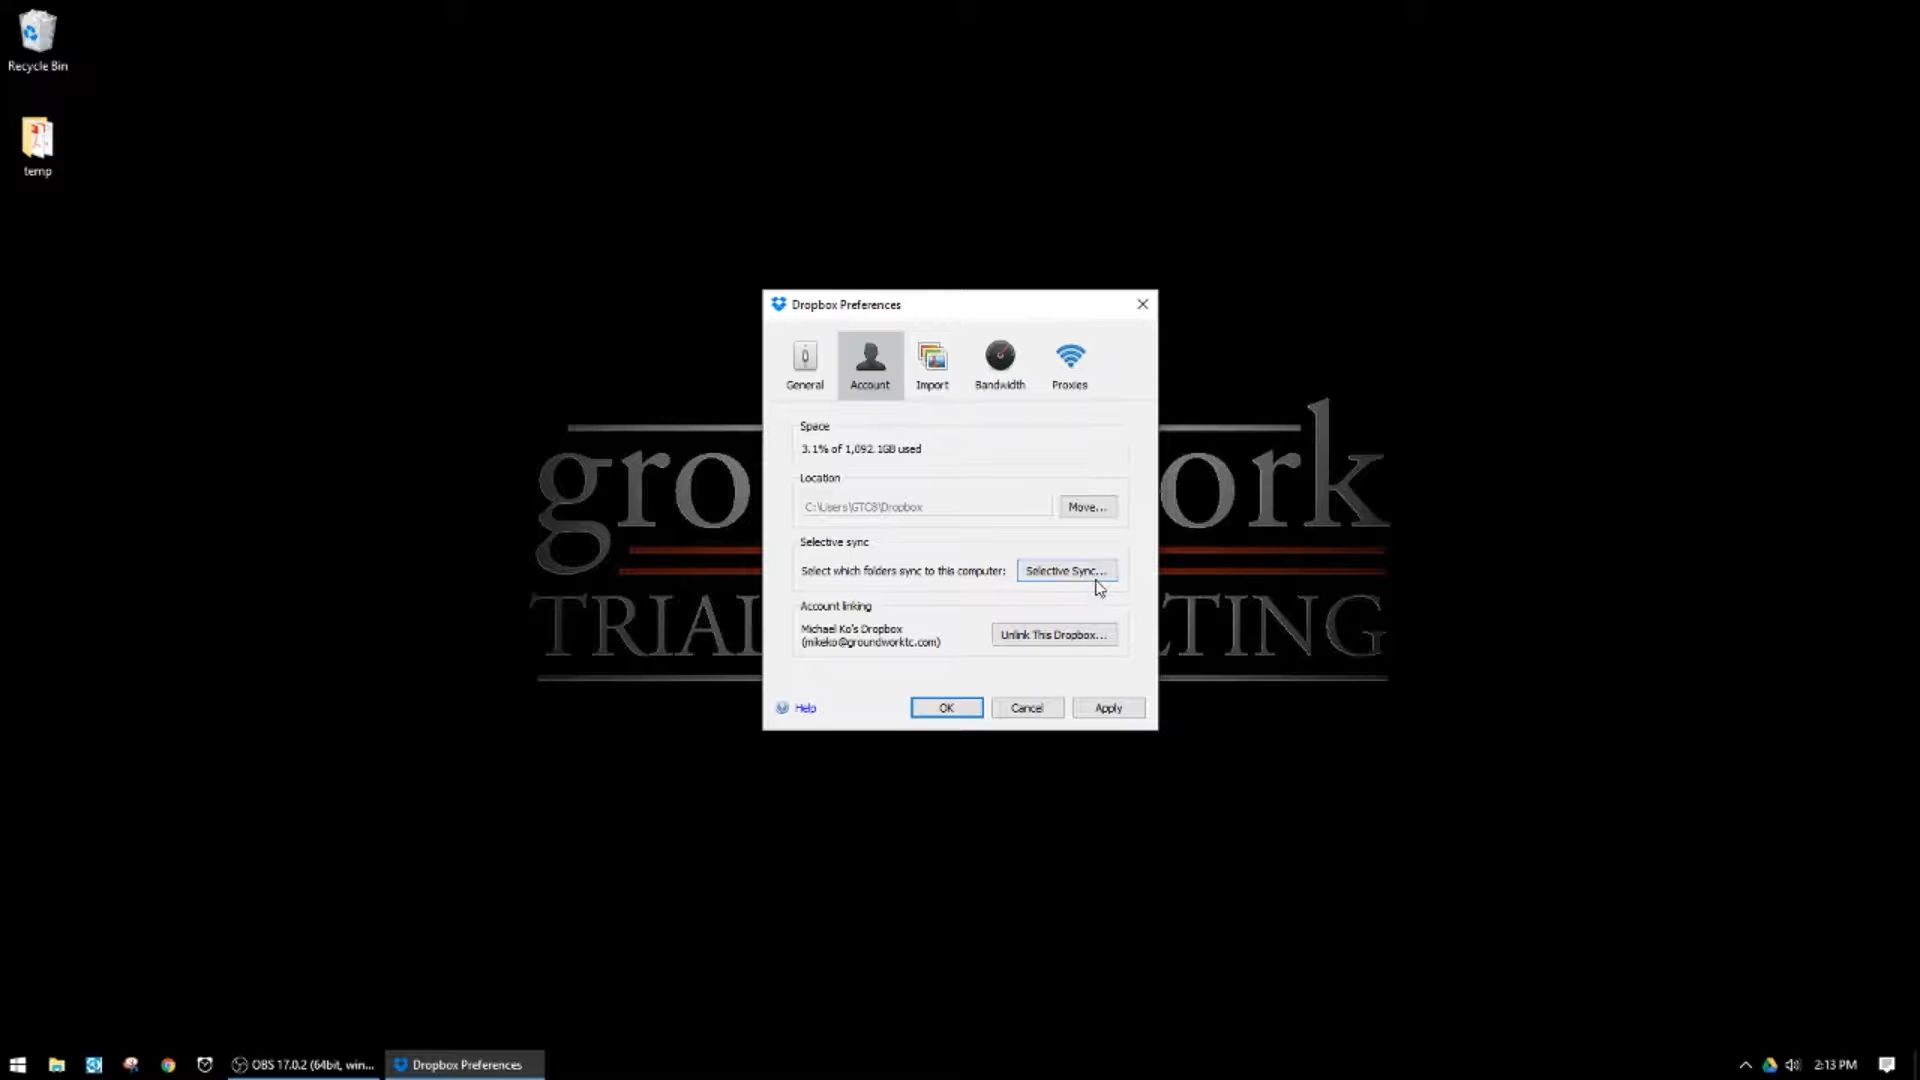 Recycle Bin
temp
Dropbox Preferences
General
Account
Import
Bandwidth
Proxies
Space
3.1% of 1,092.1GB used
Location
C:\Users\GTC8\Dropbox
Move...
Selective sync
Select which folders sync to this computer:
Selective Sync...
Account linking
Michael Ko's Dropbox
(mikeko@groundworktc.com)
Unlink This Dropbox...
Help
OK
Cancel
Apply
gro
ork
TRIAL
LTING
OBS 17.0.2 (64bit, win...
Dropbox Preferences
2:13 PM